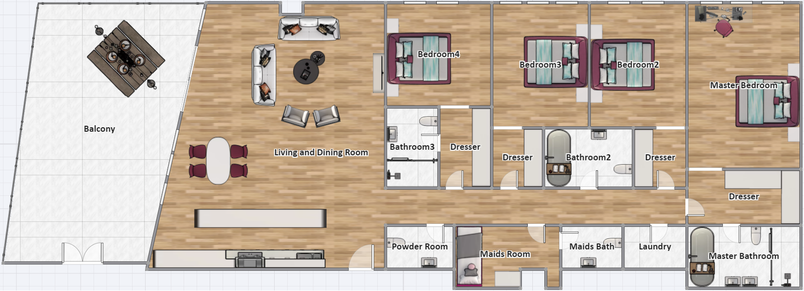 Bedroom4
Bedroom3
Bedroom2
Master Bedroom
Balcony
Living and Dining Room
Bathroom3
Dresser
Dresser
Bathroom2
Dresser
Dresser
Powder Room
Maids Room
Maids Bath
Laundry
Master Bathroom